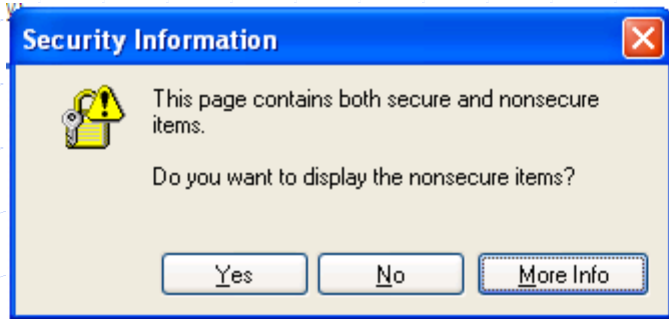 Security Information
This page contains both secure and nonsecure
items.
Do you want to display the nonsecure items?
Yes No More Info